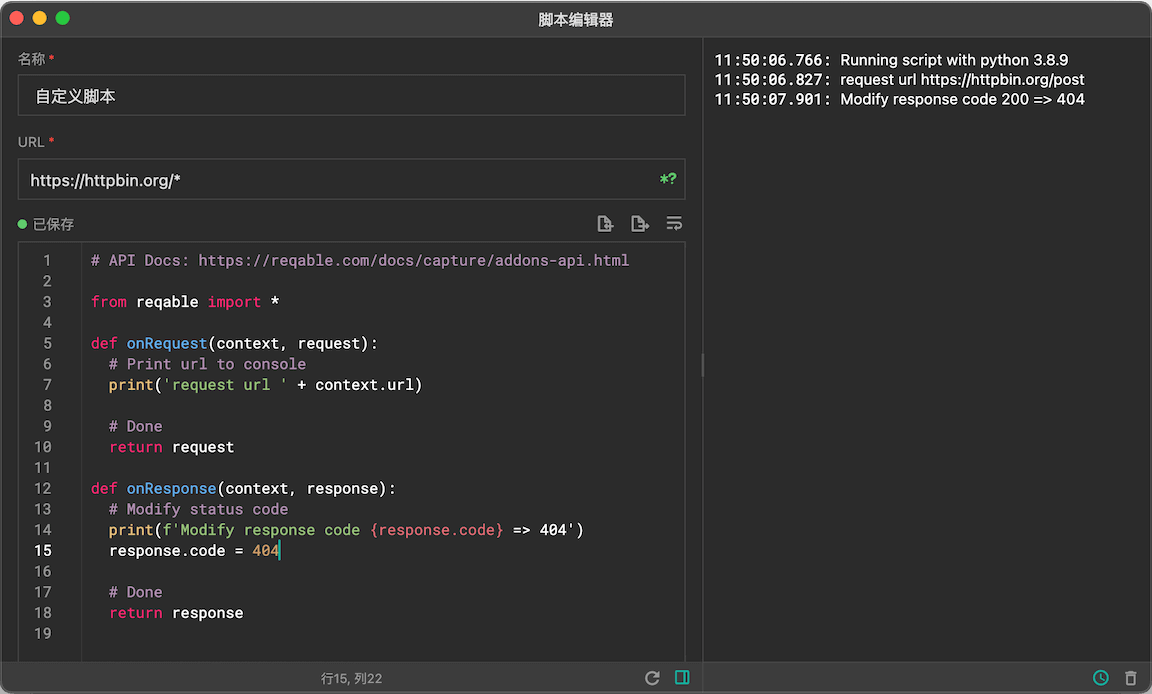 脚本编辑器
名称 *
自定义脚本
URL *
https://httpbin.org/*
*?
已保存
1 # API Docs: https://reqable.com/docs/capture/addons-api.html
2
3 from reqable import *
4
5 def onRequest(context, request):
6 # Print url to console
7 print('request url ' + context.url)
8
9 # Done
10 return request
11
12 def onResponse(context, response):
13 # Modify status code
14 print(f'Modify response code {response.code} => 404')
15 response.code = 404
16
17 # Done
18 return response
19
行15, 列22
11:50:06.766: Running script with python 3.8.9
11:50:06.827: request url https://httpbin.org/post
11:50:07.901: Modify response code 200 => 404